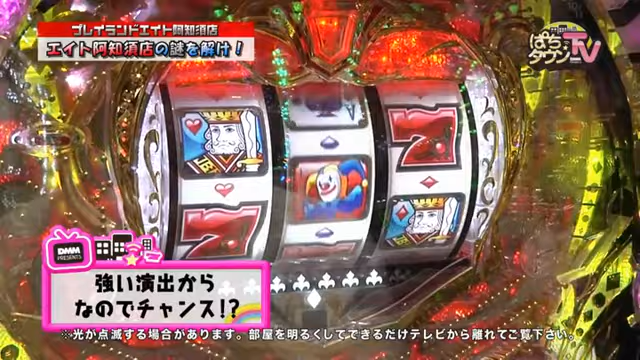 プレイランドエイト阿知須店
エイト阿知須店の謎を解け！
ぱち
タウン
TV
7
7
DMM
PRESENTS
強い演出から
なのでチャンス!?
※光が点滅する場合があります。部屋を明るくしてできるだけテレビから離れてご覧下さい。